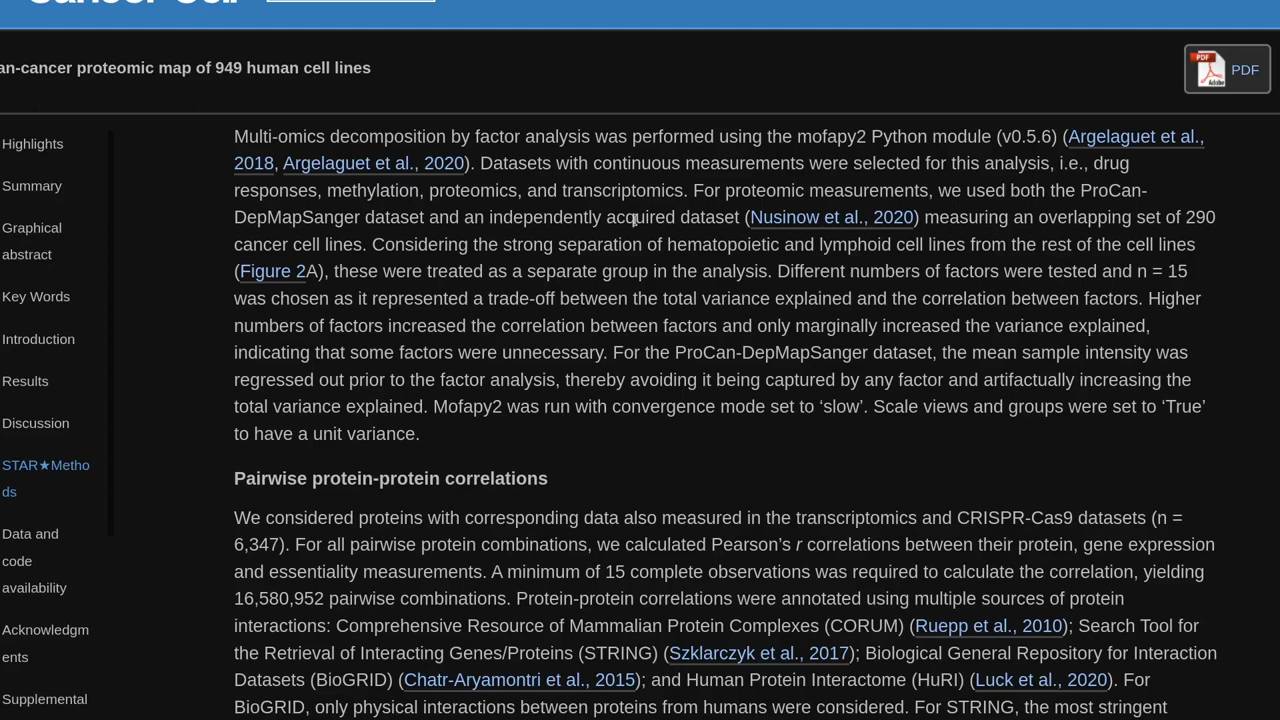 Cancer Cell
an-cancer proteomic map of 949 human cell lines
PDF
PDF
Adobe
Highlights
Summary
Graphical
abstract
Key Words
Introduction
Results
Discussion
STAR★Metho
ds
Data and
code
availability
Acknowledgm
ents
Supplemental
Multi-omics decomposition by factor analysis was performed using the mofapy2 Python module (v0.5.6) (Argelaguet et al.,
2018, Argelaguet et al., 2020). Datasets with continuous measurements were selected for this analysis, i.e., drug
responses, methylation, proteomics, and transcriptomics. For proteomic measurements, we used both the ProCan-
DepMapSanger dataset and an independently acquired dataset (Nusinow et al., 2020) measuring an overlapping set of 290
cancer cell lines. Considering the strong separation of hematopoietic and lymphoid cell lines from the rest of the cell lines
(Figure 2A), these were treated as a separate group in the analysis. Different numbers of factors were tested and n = 15
was chosen as it represented a trade-off between the total variance explained and the correlation between factors. Higher
numbers of factors increased the correlation between factors and only marginally increased the variance explained,
indicating that some factors were unnecessary. For the ProCan-DepMapSanger dataset, the mean sample intensity was
regressed out prior to the factor analysis, thereby avoiding it being captured by any factor and artifactually increasing the
total variance explained. Mofapy2 was run with convergence mode set to ‘slow’. Scale views and groups were set to ‘True’
to have a unit variance.
Pairwise protein-protein correlations
We considered proteins with corresponding data also measured in the transcriptomics and CRISPR-Cas9 datasets (n =
6,347). For all pairwise protein combinations, we calculated Pearson’s r correlations between their protein, gene expression
and essentiality measurements. A minimum of 15 complete observations was required to calculate the correlation, yielding
16,580,952 pairwise combinations. Protein-protein correlations were annotated using multiple sources of protein
interactions: Comprehensive Resource of Mammalian Protein Complexes (CORUM) (Ruepp et al., 2010); Search Tool for
the Retrieval of Interacting Genes/Proteins (STRING) (Szklarczyk et al., 2017); Biological General Repository for Interaction
Datasets (BioGRID) (Chatr-Aryamontri et al., 2015); and Human Protein Interactome (HuRI) (Luck et al., 2020). For
BioGRID, only physical interactions between proteins from humans were considered. For STRING, the most stringent